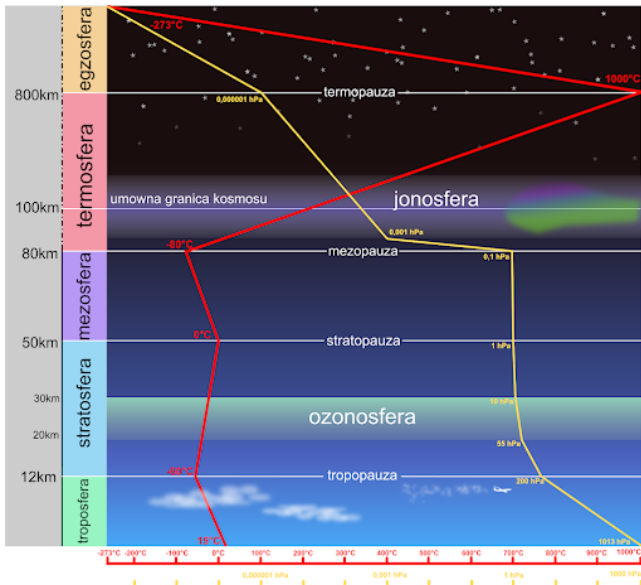 egzosfera
-273°C
1000°C
800km
termopauza
0,000001 hPa
termosfera
umowna granica kosmosu
jonosfera
100km
0,001 hPa
-80°C
80km
mezopauza
0,1 hPa
mezosfera
0°C
50km
stratopauza
1 hPa
stratosfera
30km
10 hPa
ozonosfera
20km
55 hPa
12km
tropopauza
200 hPa
troposfera
15°C
1013 hPa
-273°C -200°C -100°C 0°C 100°C 200°C 300°C 400°C 500°C 600°C 700°C 800°C 900°C 1000°C
0,000001 hPa 0,001 hPa 1 hPa 1000 hPa